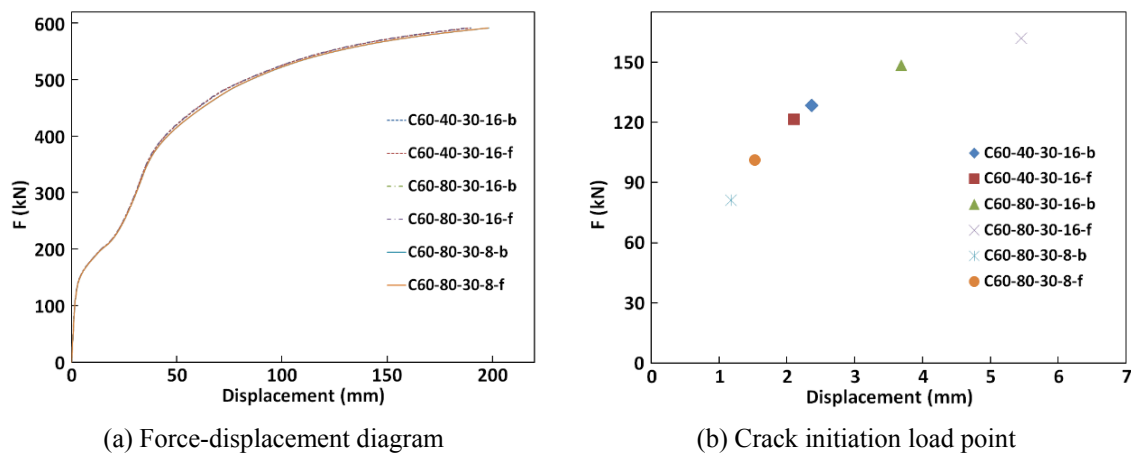 600
500
400
300
200
100
0
F (kN)
0
50
100
150
200
Displacement (mm)
C60-40-30-16-b
C60-40-30-16-f
C60-80-30-16-b
C60-80-30-16-f
C60-80-30-8-b
C60-80-30-8-f
(a) Force-displacement diagram
150
120
90
60
30
0
F (kN)
0
1
2
3
4
5
6
7
Displacement (mm)
C60-40-30-16-b
C60-40-30-16-f
C60-80-30-16-b
C60-80-30-16-f
C60-80-30-8-b
C60-80-30-8-f
(b) Crack initiation load point